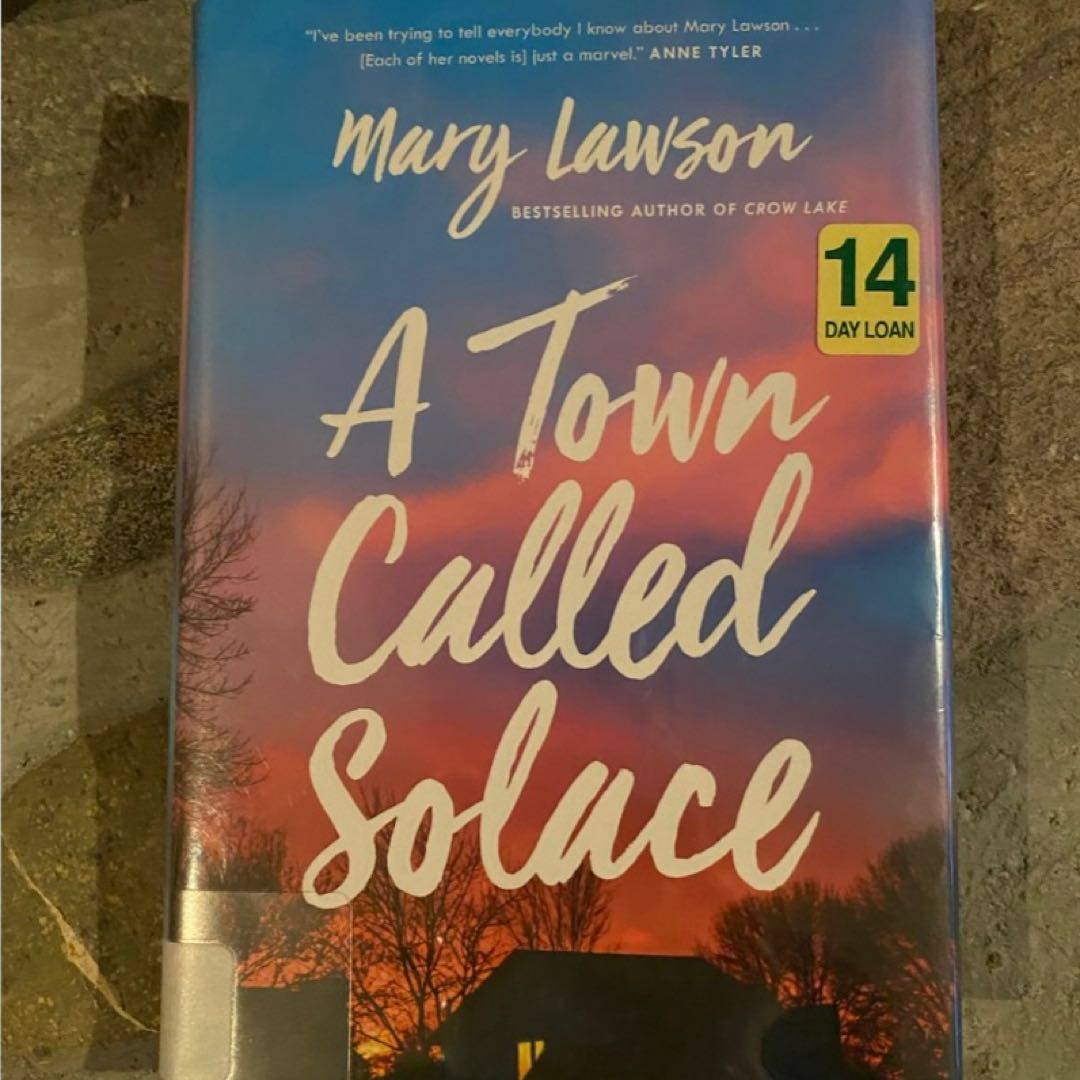 "I've been trying to tell everybody I know about Mary Lawson . . .
[Each of her novels is] just a marvel." ANNE TYLER
Mary Lawson
BESTSELLING AUTHOR OF CROW LAKE
14
DAY LOAN
A Town
Called
Solace